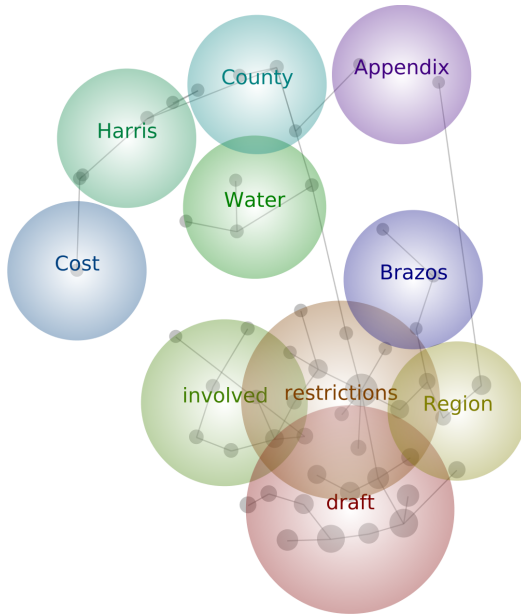 Appendix
County
Harris
Water
Cost
Brazos
involved
restrictions
Region
draft